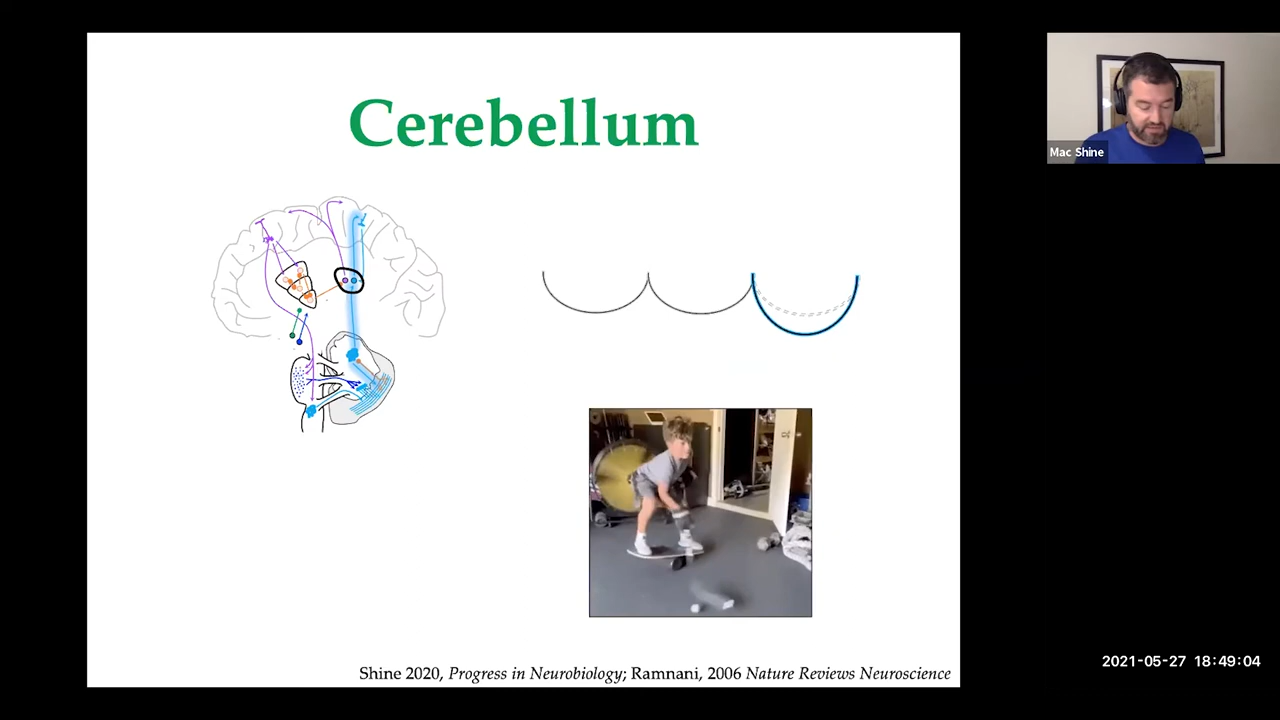 Cerebellum
Mac Shine
Shine 2020, Progress in Neurobiology; Ramnani, 2006 Nature Reviews Neuroscience
2021-05-27 18:49:04